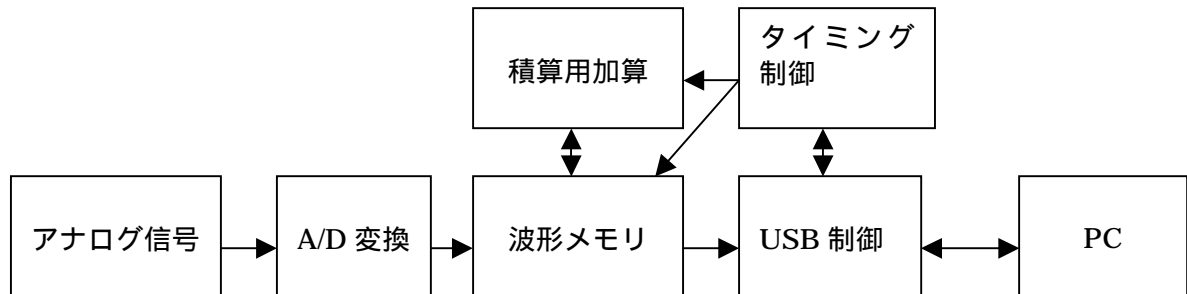 積算用加算
タイミング
制御
アナログ信号
A/D 変換
波形メモリ
USB 制御
PC